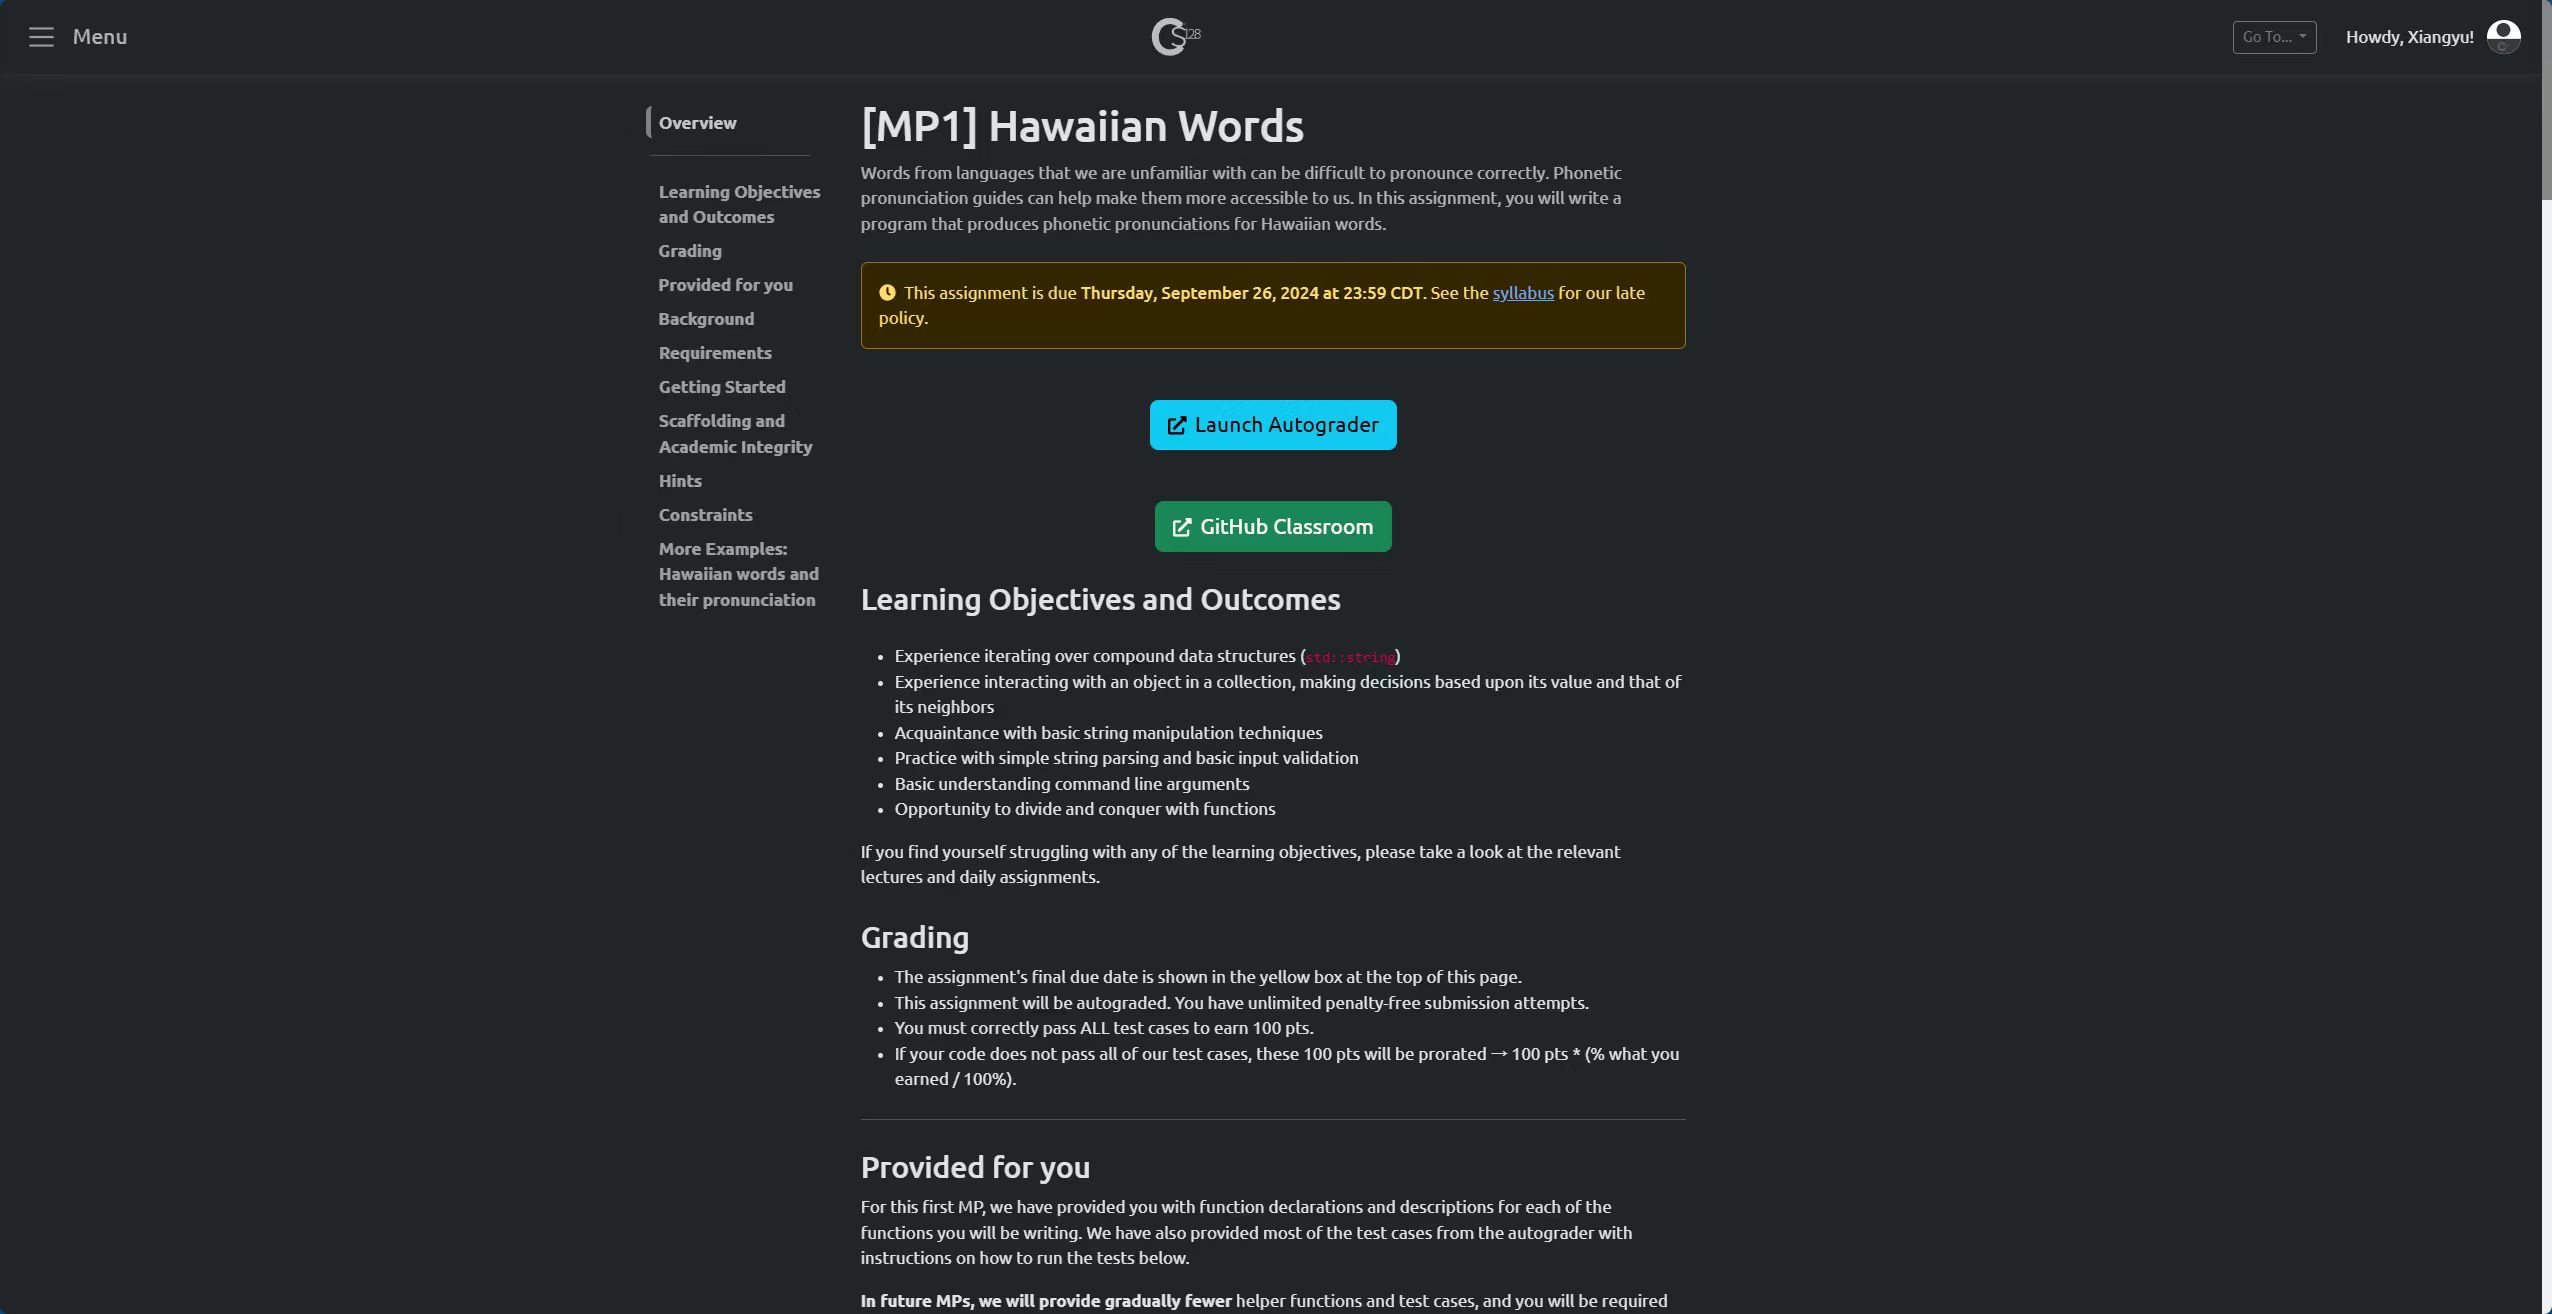 Menu
CS128
Go To...
Howdy, Xiangyu!
Overview
Learning Objectives
and Outcomes
Grading
Provided for you
Background
Requirements
Getting Started
Scaffolding and
Academic Integrity
Hints
Constraints
More Examples:
Hawaiian words and
their pronunciation
[MP1] Hawaiian Words
Words from languages that we are unfamiliar with can be difficult to pronounce correctly. Phonetic
pronunciation guides can help make them more accessible to us. In this assignment, you will write a
program that produces phonetic pronunciations for Hawaiian words.
This assignment is due Thursday, September 26, 2024 at 23:59 CDT. See the syllabus for our late
policy.
Launch Autograder
GitHub Classroom
Learning Objectives and Outcomes
• Experience iterating over compound data structures (std::string)
• Experience interacting with an object in a collection, making decisions based upon its value and that of
its neighbors
• Acquaintance with basic string manipulation techniques
• Practice with simple string parsing and basic input validation
• Basic understanding command line arguments
• Opportunity to divide and conquer with functions
If you find yourself struggling with any of the learning objectives, please take a look at the relevant
lectures and daily assignments.
Grading
• The assignment's final due date is shown in the yellow box at the top of this page.
• This assignment will be autograded. You have unlimited penalty-free submission attempts.
• You must correctly pass ALL test cases to earn 100 pts.
• If your code does not pass all of our test cases, these 100 pts will be prorated → 100 pts * (% what you
earned / 100%).
Provided for you
For this first MP, we have provided you with function declarations and descriptions for each of the
functions you will be writing. We have also provided most of the test cases from the autograder with
instructions on how to run the tests below.
In future MPs, we will provide gradually fewer helper functions and test cases, and you will be required